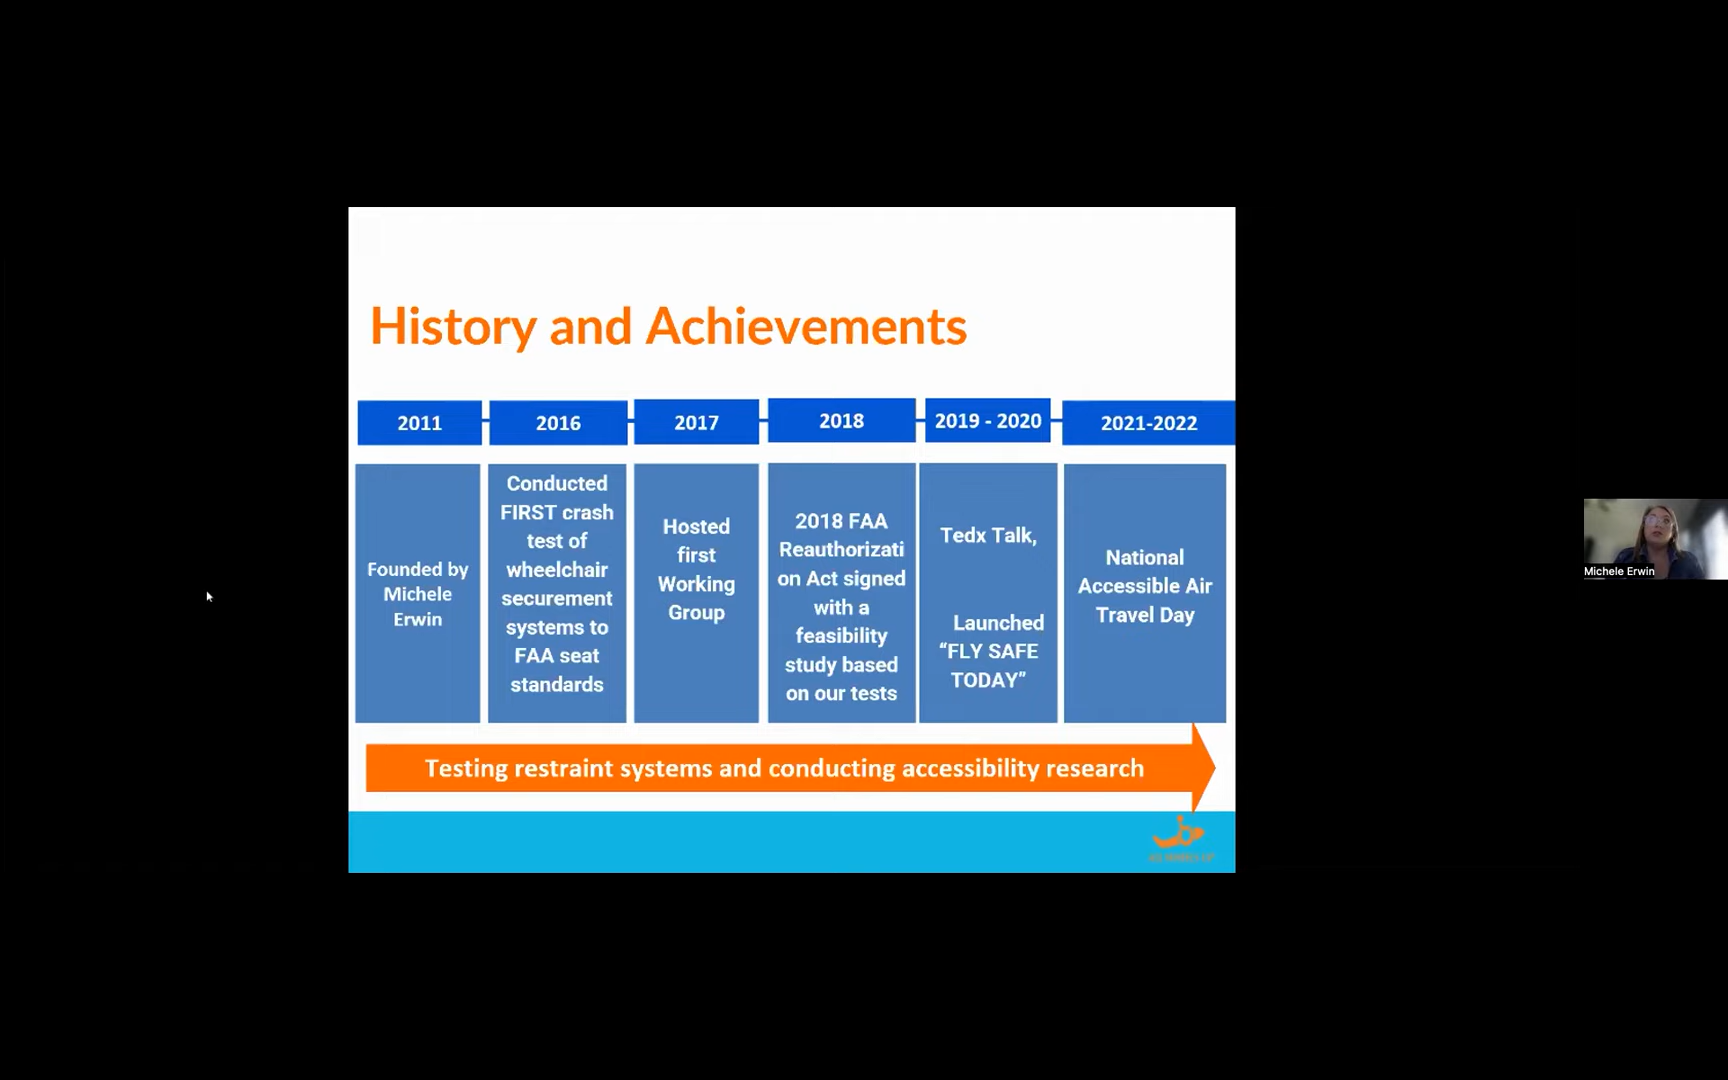 History and Achievements
2011
2016
2017
2018
2019 - 2020
2021-2022
Founded by
Michele
Erwin
Conducted
FIRST crash
test of
wheelchair
securement
systems to
FAA seat
standards
Hosted
first
Working
Group
2018 FAA
Reauthorizati
on Act signed
with a
feasibility
study based
on our tests
Tedx Talk,
Launched
“FLY SAFE
TODAY”
National
Accessible Air
Travel Day
Testing restraint systems and conducting accessibility research
Michele Erwin